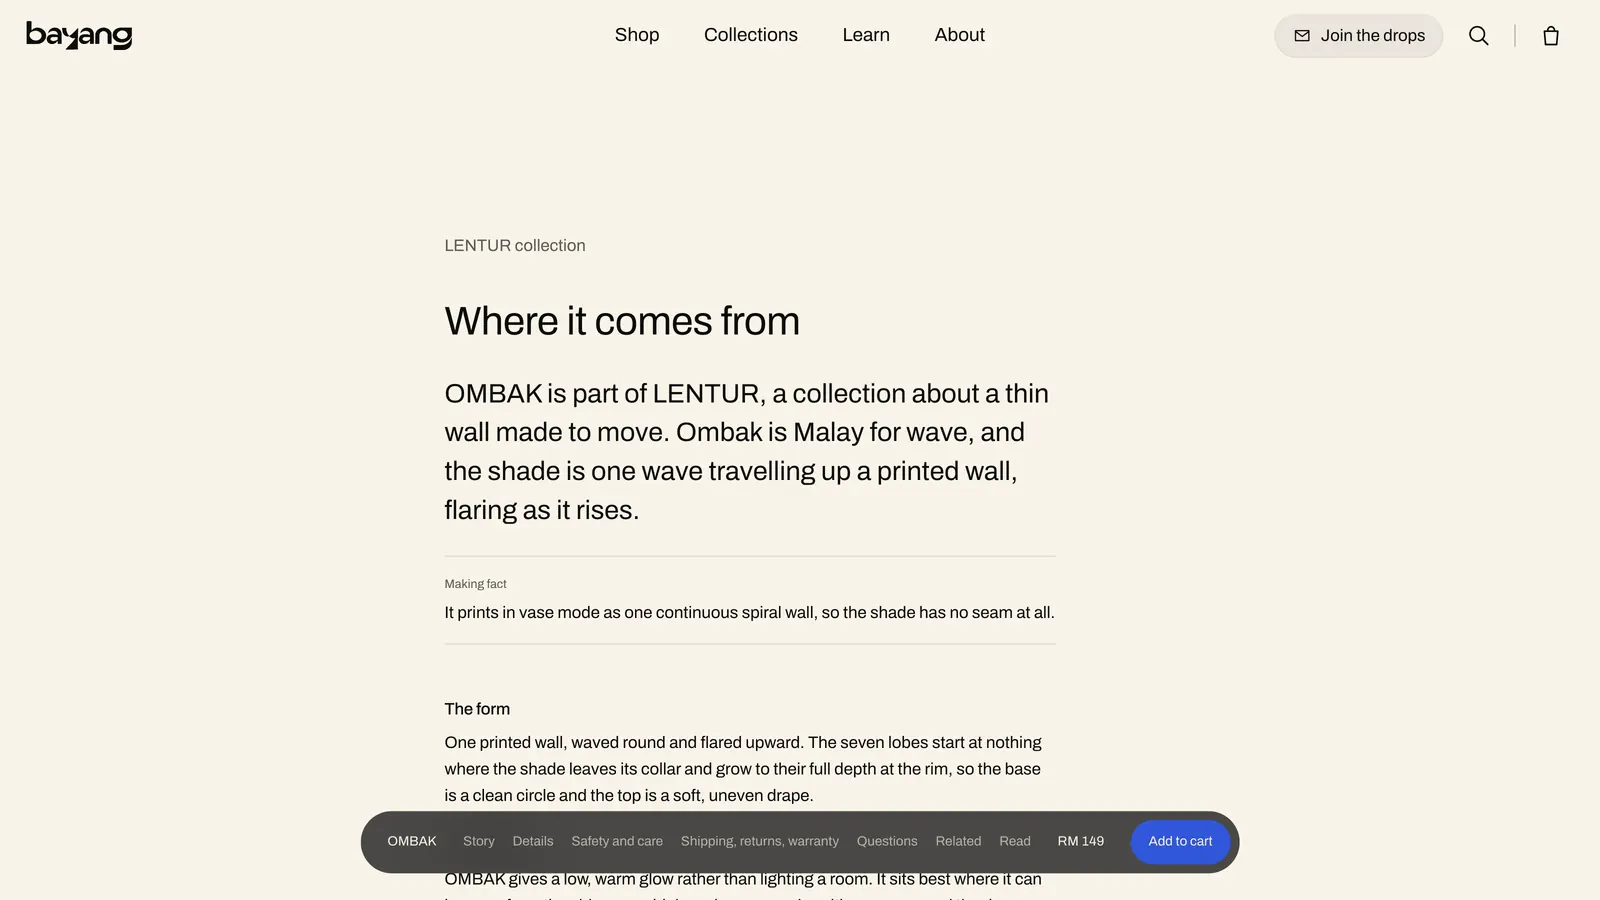 bayang
Shop
Collections
Learn
About
Join the drops
LENTUR collection
Where it comes from
OMBAK is part of LENTUR, a collection about a thin
wall made to move. Ombak is Malay for wave, and
the shade is one wave travelling up a printed wall,
flaring as it rises.
Making fact
It prints in vase mode as one continuous spiral wall, so the shade has no seam at all.
The form
One printed wall, waved round and flared upward. The seven lobes start at nothing
where the shade leaves its collar and grow to their full depth at the rim, so the base
is a clean circle and the top is a soft, uneven drape.
OMBAK
Story
Details
Safety and care
Shipping, returns, warranty
Questions
Related
Read
RM 149
Add to cart
OMBAK gives a low, warm glow rather than lighting a room. It sits best where it can